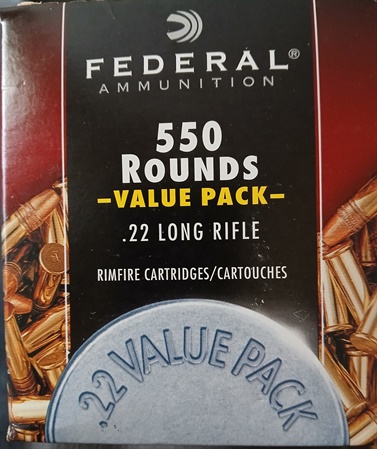 FEDERAL®
AMMUNITION
550
ROUNDS
–VALUE PACK–
.22 LONG RIFLE
RIMFIRE CARTRIDGES/CARTOUCHES
.22 VALUE PACK